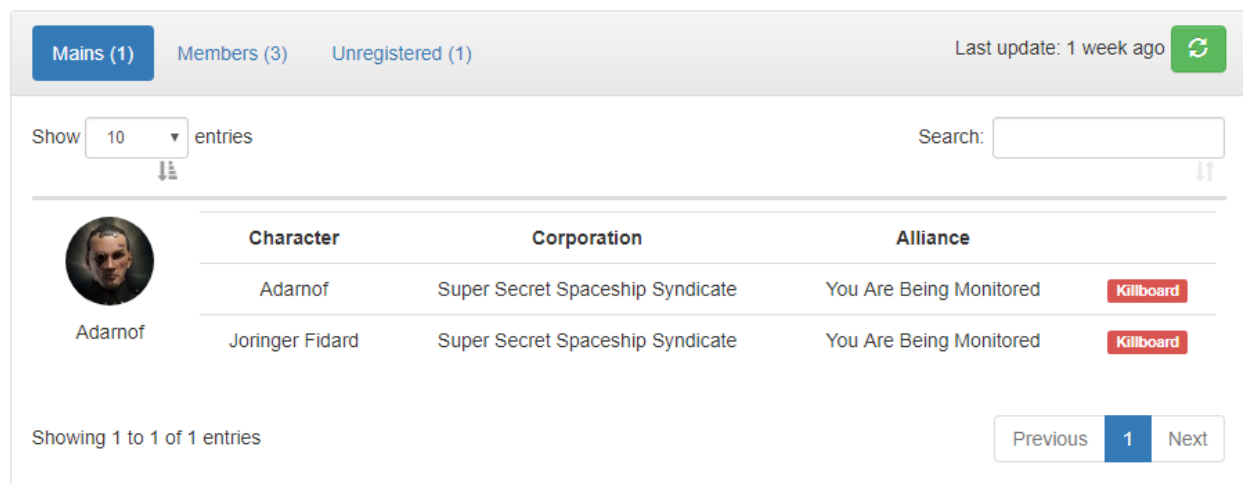 Mains (1) Members (3) Unregistered (1) Last update: 1 week ago
Show 10 entries Search:
Character Corporation Alliance
Adarnof Super Secret Spaceship Syndicate You Are Being Monitored Killboard
Adarnof
Joringer Fidard Super Secret Spaceship Syndicate You Are Being Monitored Killboard
Showing 1 to 1 of 1 entries Previous 1 Next